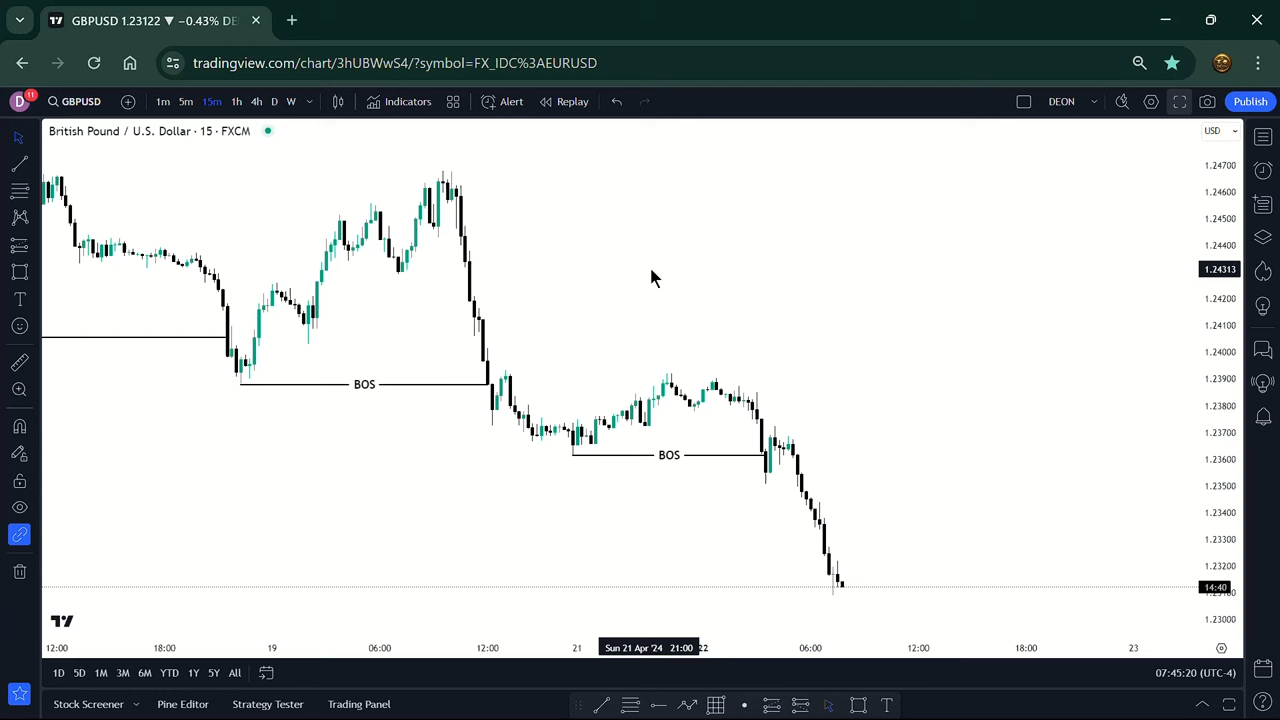 GBPUSD 1.23122 ▼ −0.43% DE
tradingview.com/chart/3hUBWwS4/?symbol=FX_IDC%3AEURUSD
D 11 GBPUSD 1m 5m 15m 1h 4h D W Indicators Alert Replay DEON Publish
British Pound / U.S. Dollar · 15 · FXCM
USD
1.24700
1.24600
1.24500
1.24400
1.24313
1.24200
1.24100
1.24000
1.23900
1.23800
1.23700
1.23600
1.23500
1.23400
1.23300
1.23200
14:40
1.23000
BOS
BOS
12:00 18:00 19 06:00 12:00 21 Sun 21 Apr '24 21:00 22 06:00 12:00 18:00 23
1D 5D 1M 3M 6M YTD 1Y 5Y All 07:45:20 (UTC-4)
Stock Screener Pine Editor Strategy Tester Trading Panel